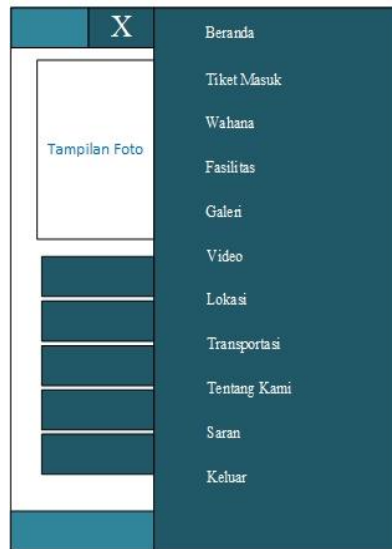 X
Tampilan Foto
Beranda
Tiket Masuk
Wahana
Fasilitas
Galeri
Video
Lokasi
Transportasi
Tentang Kami
Saran
Keluar